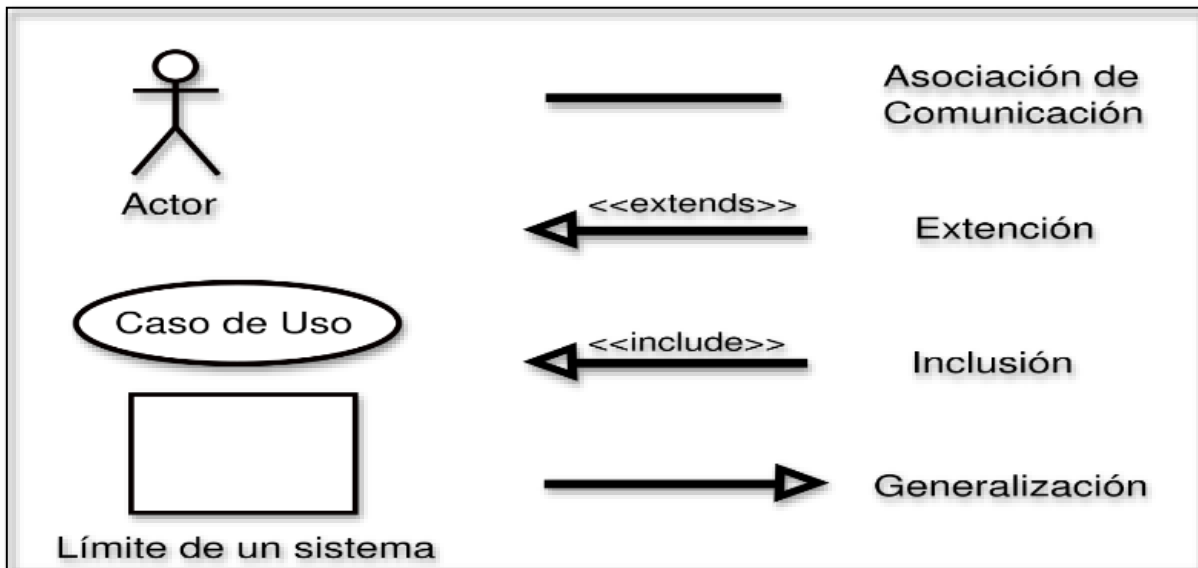 Actor
Caso de Uso
Límite de un sistema
Asociación de
Comunicación
<<extends>>
Extención
<<include>>
Inclusión
Generalización